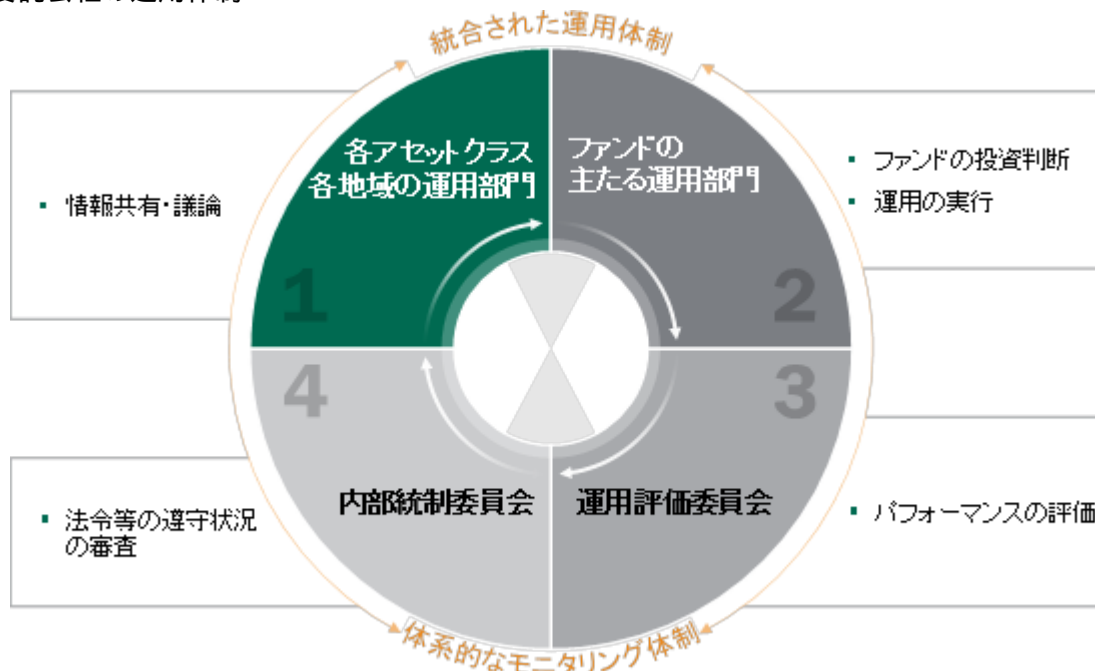 統合された運用体制
各アセットクラス
各地域の運用部門
ファンドの
主たる運用部門
▪ 情報共有・議論
▪ ファンドの投資判断
▪ 運用の実行
1
2
4
3
内部統制委員会
運用評価委員会
▪ 法令等の遵守状況
の審査
▪ パフォーマンスの評価
体系的なモニタリング体制